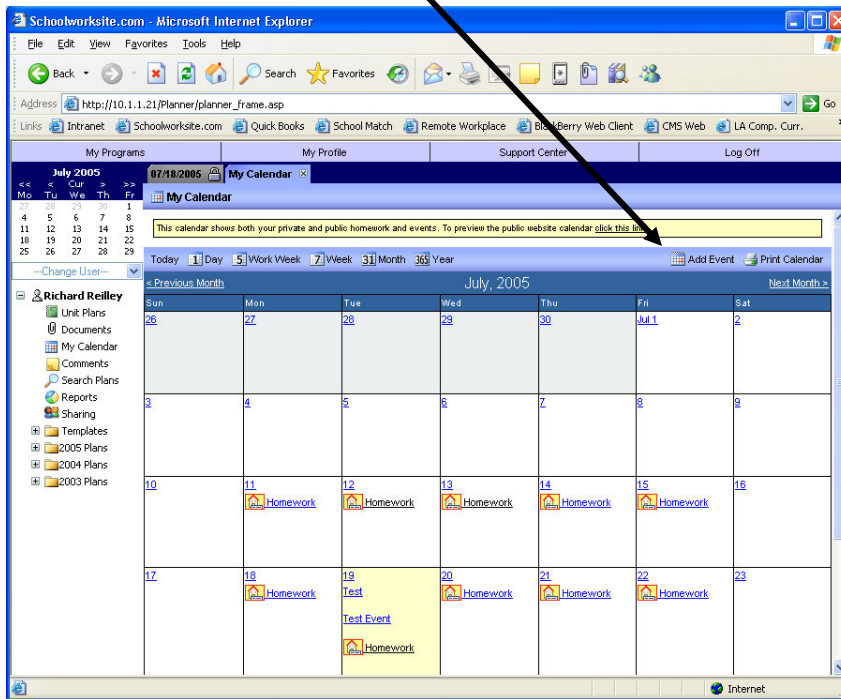 Schoolworksite.com - Microsoft Internet Explorer
File Edit View Favorites Tools Help
Back Search Favorites
Address http://10.1.1.21/Planner/planner_frame.asp Go
Links Intranet Schoolworksite.com Quick Books School Match Remote Workplace BlackBerry Web Client CMS Web LA Comp. Curr.
My Programs My Profile Support Center Log Off
July 2005
<< < Cur > >>
Mo Tu We Th Fr
27 28 29 30 1
4 5 6 7 8
11 12 13 14 15
18 19 20 21 22
25 26 27 28 29
---Change User---
Richard Reilley
Unit Plans
Documents
My Calendar
Comments
Search Plans
Reports
Sharing
Templates
2005 Plans
2004 Plans
2003 Plans
07/18/2005 My Calendar
My Calendar
This calendar shows both your private and public homework and events. To preview the public website calendar click this
Today 1 Day 5 Work Week 7 Week 31 Month 365 Year Add Event Print Calendar
< Previous Month July, 2005 Next Month >
Sun Mon Tue Wed Thu Fri Sat
26 27 28 29 30 Jul 1 2
3 4 5 6 7 8 9
10 11 12 13 14 15 16
Homework Homework Homework Homework Homework
17 18 19 20 21 22 23
Homework Test Homework Homework Homework
Test Event
Homework
Internet